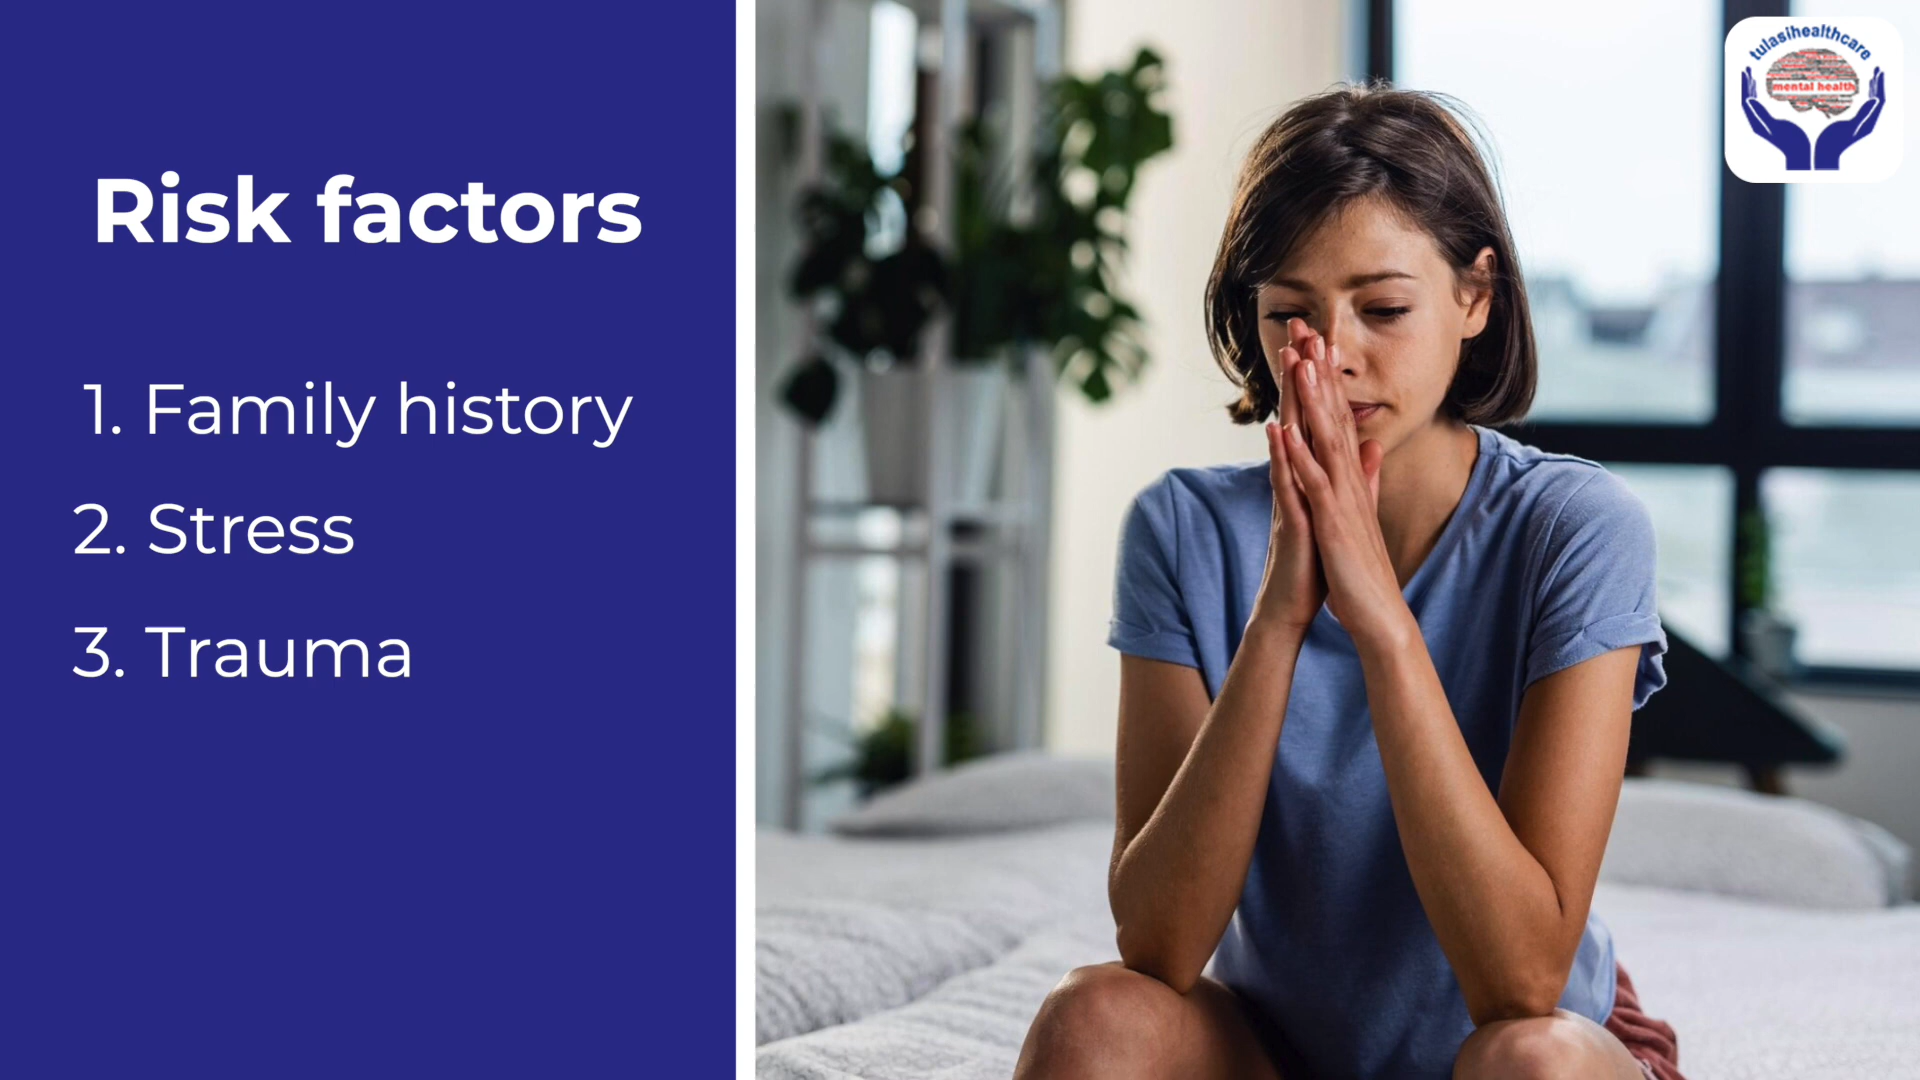 Risk factors
1. Family history
2. Stress
3. Trauma
tulasihealthcare
mental health